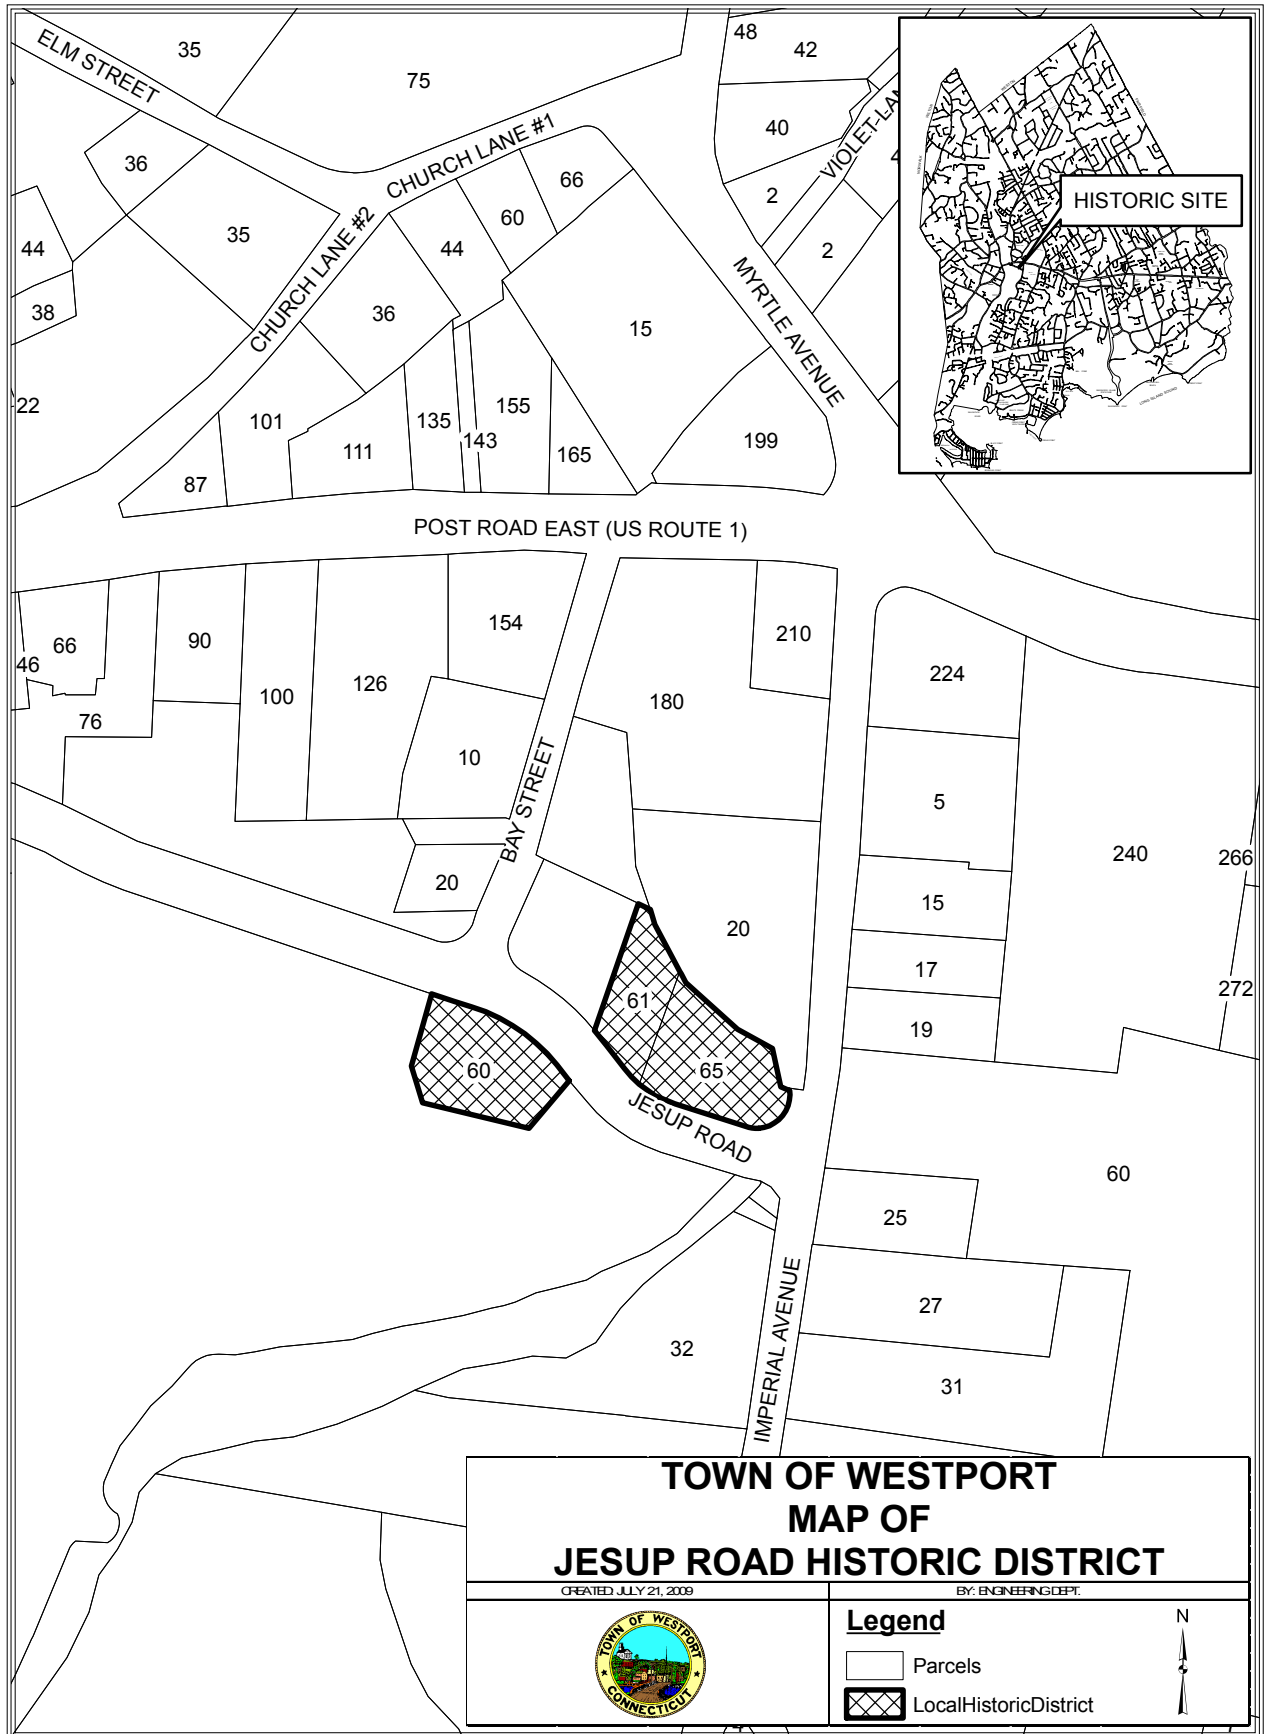 ELM STREET
35
75
48
42
40
CHURCH LANE #1
VIOLET LAN
36
66
2
4
HISTORIC SITE
60
CHURCH LANE #2
35
44
44
2
MYRTLE AVENUE
38
36
15
22
101
135
155
143
199
111
165
87
POST ROAD EAST (US ROUTE 1)
154
210
66
90
46
224
126
100
180
76
10
BAY STREET
5
240
266
20
15
20
17
272
61
19
60
65
JESUP ROAD
60
25
IMPERIAL AVENUE
27
32
31
TOWN OF WESTPORT
MAP OF
JESUP ROAD HISTORIC DISTRICT
CREATED: JULY 21, 2009
BY: ENGINEERING DEPT.
TOWN OF WESTPORT
CONNECTICUT
Legend
N
Parcels
LocalHistoricDistrict